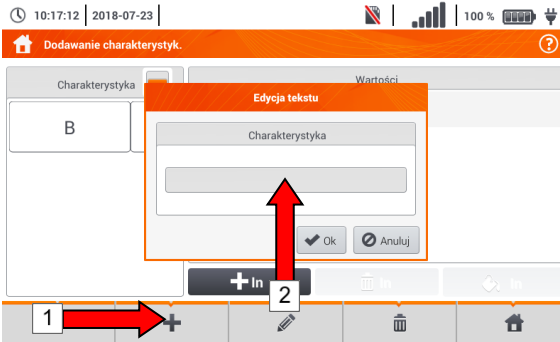 10:17:12 2018-07-23 100 %
Dodawanie charakterystyk. ?
Charakterystyka
Wartości
Edycja tekstu
Charakterystyka
B
Ok Anuluj
In In In
1
2